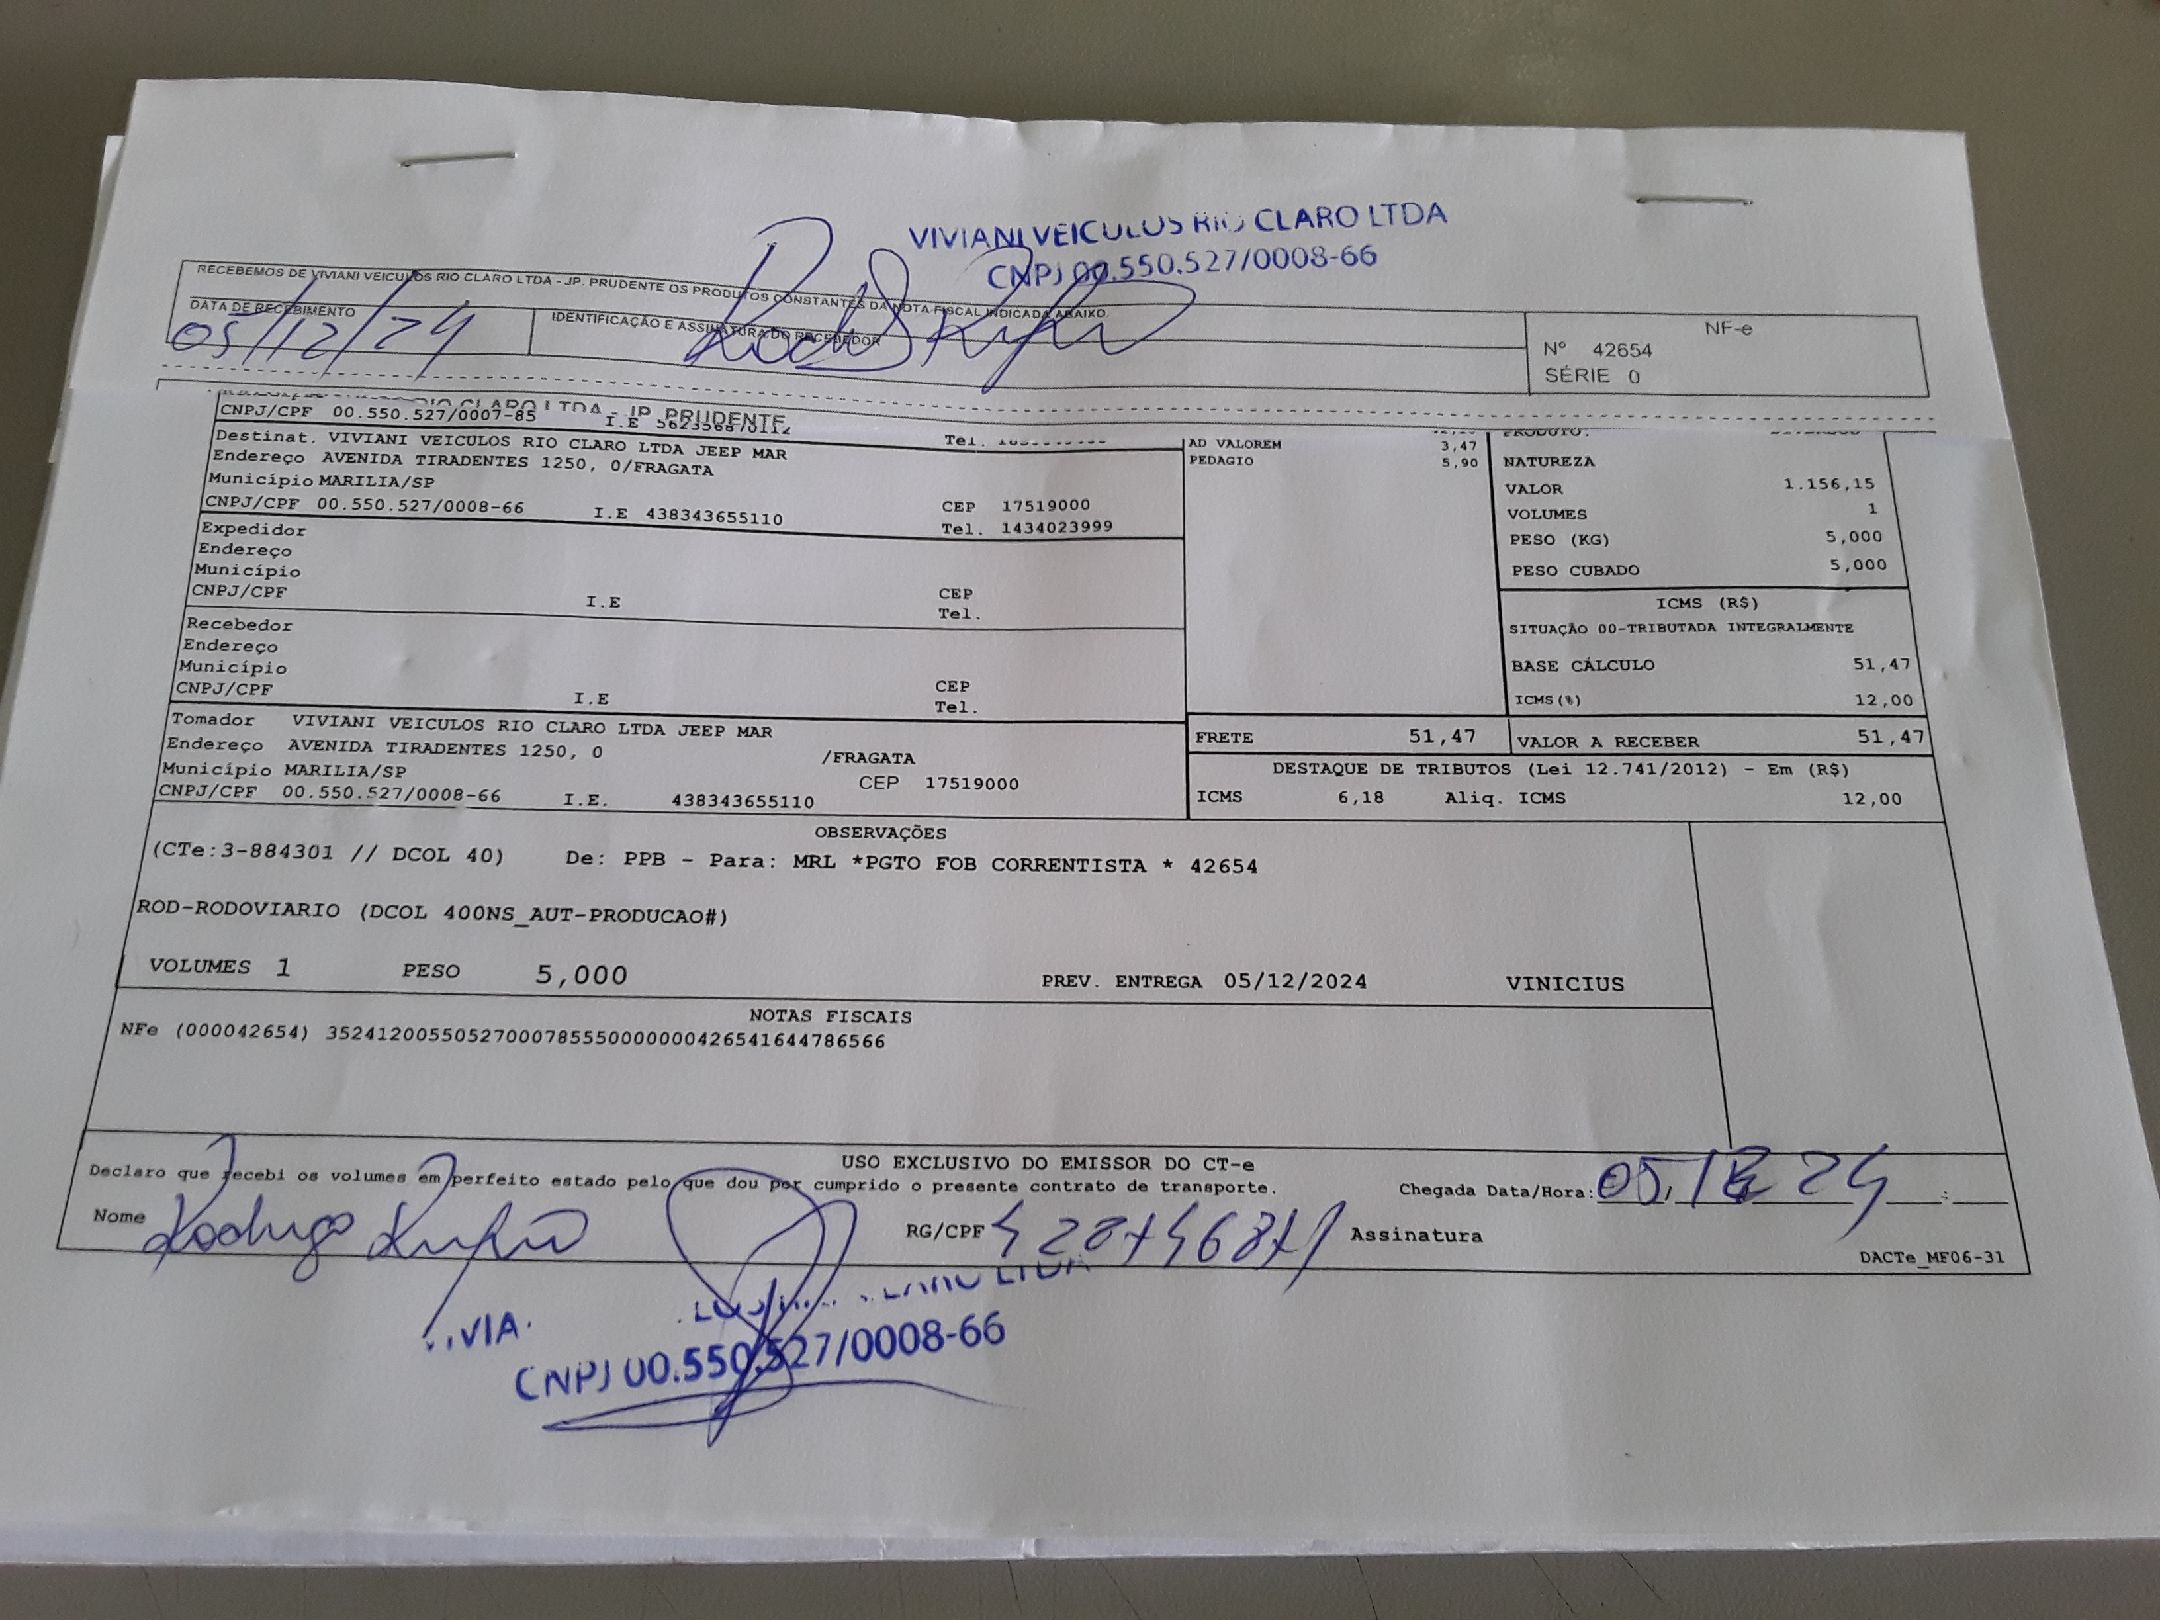 VIVIANI VEICULOS RIO CLARO LTDA
CNPJ 00.550.527/0008-66
RECEBEMOS DE VIVIANI VEICULOS RIO CLARO LTDA - JP. PRUDENTE OS PRODUTOS CONSTANTES DA NOTA FISCAL INDICADA ABAIXO.
DATA DE RECEBIMENTO
05/12/24
IDENTIFICAÇÃO E ASSINATURA DO RECEBEDOR
NF-e
Nº 42654
SÉRIE 0
RIO CLARO LTDA - JP. PRUDENTE
CNPJ/CPF 00.550.527/0007-85 I.E
Tel.
Destinat. VIVIANI VEICULOS RIO CLARO LTDA JEEP MAR
Endereço AVENIDA TIRADENTES 1250, 0/FRAGATA
Município MARILIA/SP
CEP 17519000
CNPJ/CPF 00.550.527/0008-66 I.E 438343655110
Tel. 1434023999
Expedidor
Endereço
Município
CEP
CNPJ/CPF I.E
Tel.
Recebedor
Endereço
Município
CEP
CNPJ/CPF I.E
Tel.
Tomador VIVIANI VEICULOS RIO CLARO LTDA JEEP MAR
Endereço AVENIDA TIRADENTES 1250, 0 /FRAGATA
Município MARILIA/SP CEP 17519000
CNPJ/CPF 00.550.527/0008-66 I.E. 438343655110
AD VALOREM 3,47
PEDAGIO 5,90
PRODUTO:
NATUREZA
VALOR 1.156,15
VOLUMES 1
PESO (KG) 5,000
PESO CUBADO 5,000
ICMS (R$)
SITUAÇÃO 00-TRIBUTADA INTEGRALMENTE
BASE CÁLCULO 51,47
ICMS(%) 12,00
FRETE 51,47 VALOR A RECEBER 51,47
DESTAQUE DE TRIBUTOS (Lei 12.741/2012) - Em (R$)
ICMS 6,18 Aliq. ICMS 12,00
OBSERVAÇÕES
(CTe:3-884301 // DCOL 40) De: PPB - Para: MRL *PGTO FOB CORRENTISTA * 42654
ROD-RODOVIARIO (DCOL 400NS_AUT-PRODUCAO#)
VOLUMES 1 PESO 5,000 PREV. ENTREGA 05/12/2024 VINICIUS
NOTAS FISCAIS
NFe (000042654) 35241200550527000785550000000426541644786566
USO EXCLUSIVO DO EMISSOR DO CT-e
Declaro que recebi os volumes em perfeito estado pelo que dou por cumprido o presente contrato de transporte.
Chegada Data/Hora: 05/12 24
Nome Rodrigo
RG/CPF
Assinatura
DACTe_MF06-31
CNPJ 00.550.527/0008-66